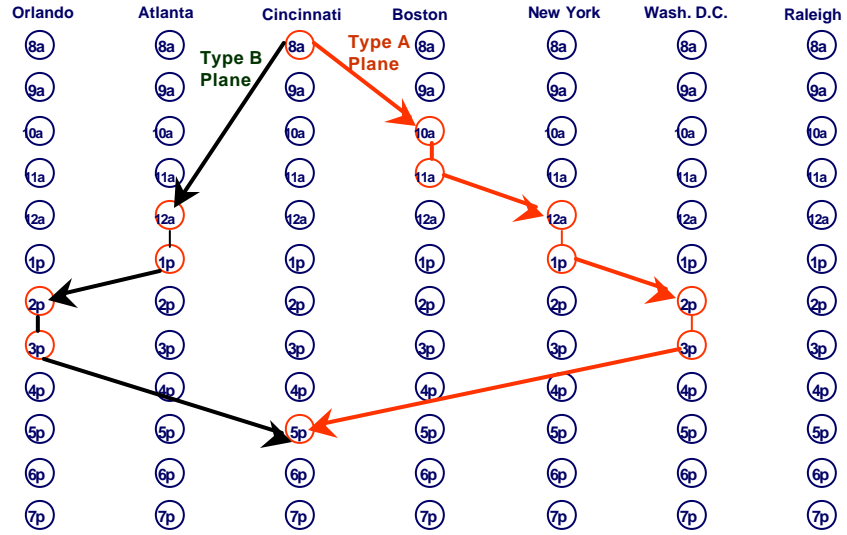 Orlando Atlanta Cincinnati Boston New York Wash. D.C. Raleigh
Type B
Plane
Type A
Plane
8a 8a 8a 8a 8a 8a 8a
9a 9a 9a 9a 9a 9a 9a
10a 10a 10a 10a 10a 10a 10a
11a 11a 11a 11a 11a 11a 11a
12a 12a 12a 12a 12a 12a 12a
1p 1p 1p 1p 1p 1p 1p
2p 2p 2p 2p 2p 2p 2p
3p 3p 3p 3p 3p 3p 3p
4p 4p 4p 4p 4p 4p 4p
5p 5p 5p 5p 5p 5p 5p
6p 6p 6p 6p 6p 6p 6p
7p 7p 7p 7p 7p 7p 7p